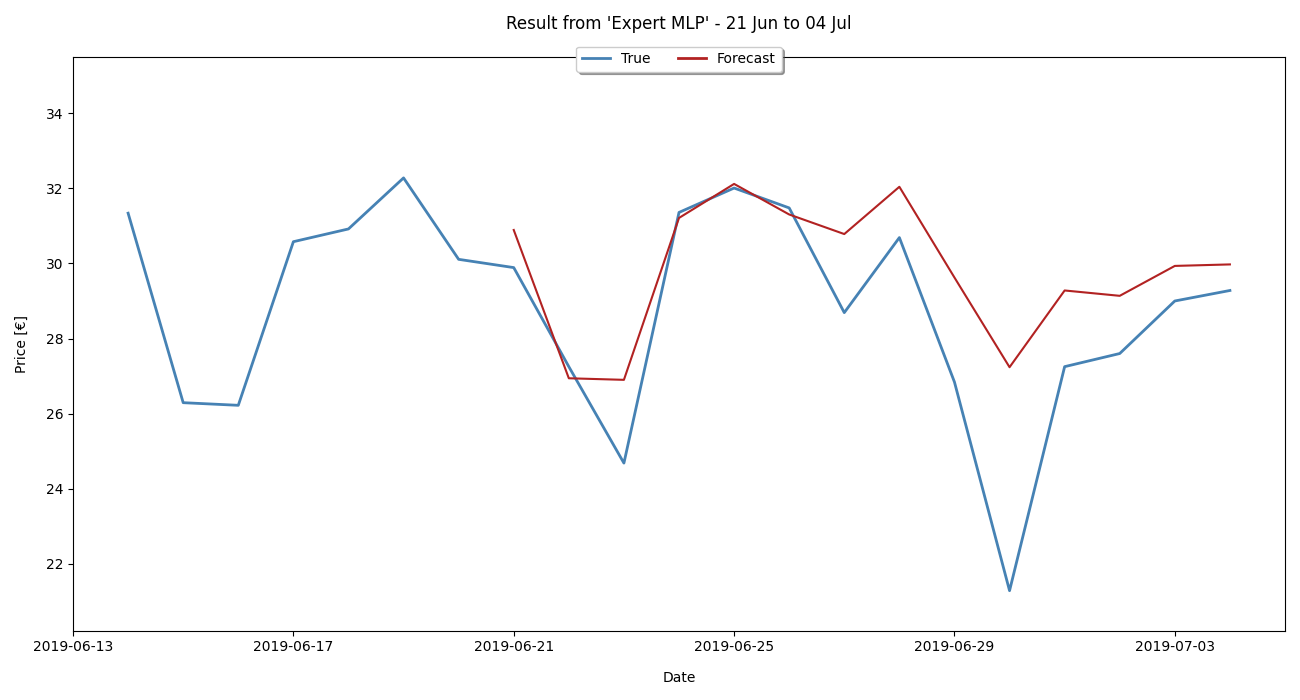 Result from 'Expert MLP' - 21 Jun to 04 Jul
True Forecast
34
32
30
28
26
24
22
Price [€]
2019-06-13 2019-06-17 2019-06-21 2019-06-25 2019-06-29 2019-07-03
Date